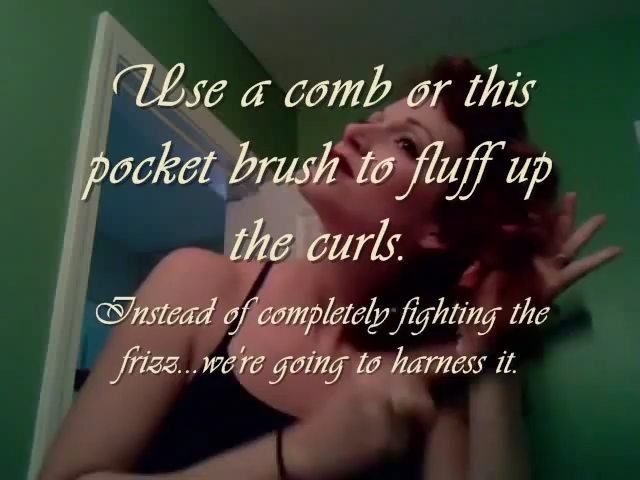 Use a comb or this
pocket brush to fluff up
the curls.
Instead of completely fighting the
frizz...we're going to harness it.